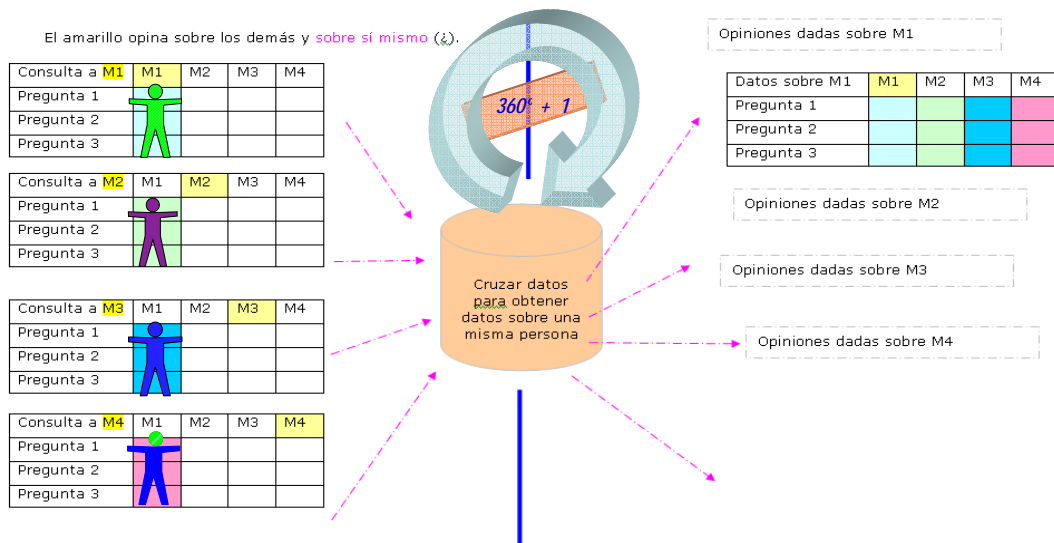 El amarillo opina sobre los demás y sobre sí mismo (¿).
Consulta a M1 M1 M2 M3 M4
Pregunta 1
Pregunta 2
Pregunta 3
Consulta a M2 M1 M2 M3 M4
Pregunta 1
Pregunta 2
Pregunta 3
Consulta a M3 M1 M2 M3 M4
Pregunta 1
Pregunta 2
Pregunta 3
Consulta a M4 M1 M2 M3 M4
Pregunta 1
Pregunta 2
Pregunta 3
360º + 1
Cruzar datos
para obtener
datos sobre una
misma persona
Opiniones dadas sobre M1
Datos sobre M1 M1 M2 M3 M4
Pregunta 1
Pregunta 2
Pregunta 3
Opiniones dadas sobre M2
Opiniones dadas sobre M3
Opiniones dadas sobre M4